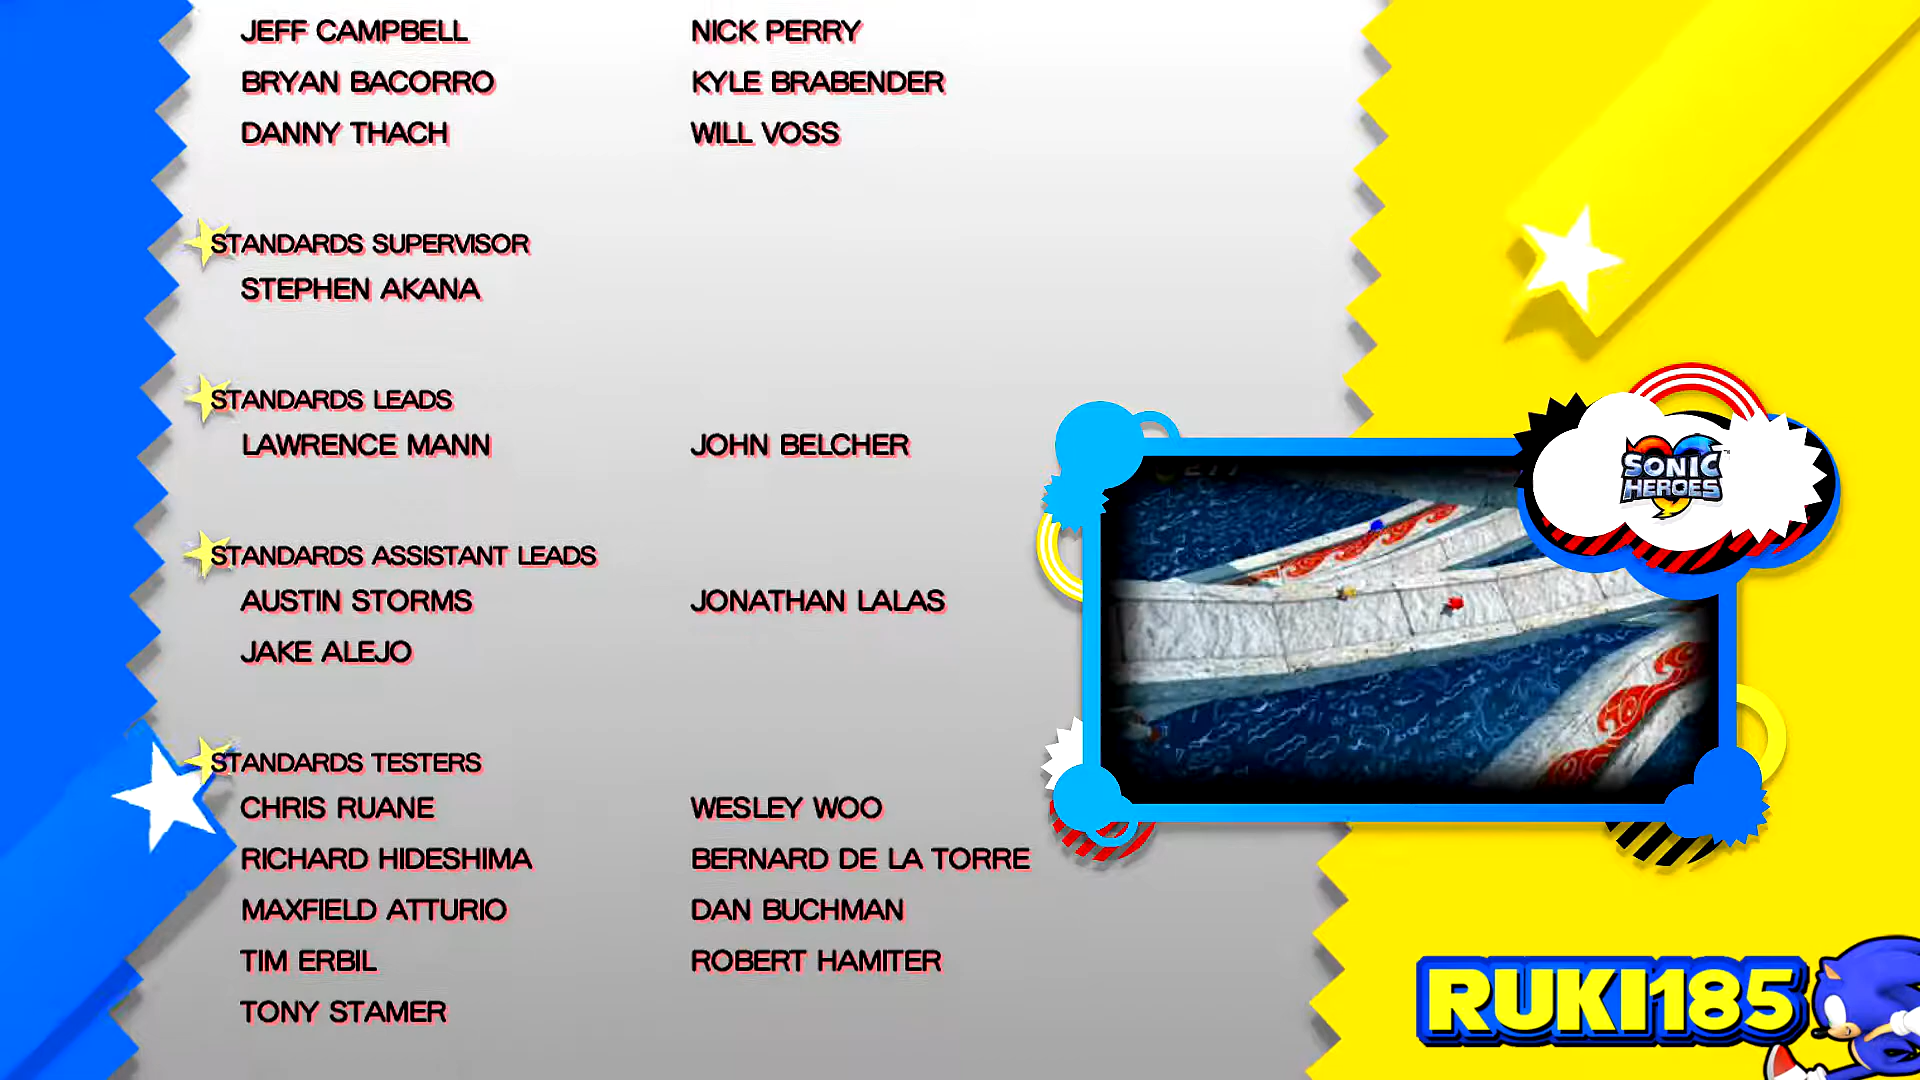 JEFF CAMPBELL NICK PERRY
BRYAN BACORRO KYLE BRABENDER
DANNY THACH WILL VOSS
STANDARDS SUPERVISOR
STEPHEN AKANA
STANDARDS LEADS
LAWRENCE MANN JOHN BELCHER
STANDARDS ASSISTANT LEADS
AUSTIN STORMS JONATHAN LALAS
JAKE ALEJO
STANDARDS TESTERS
CHRIS RUANE WESLEY WOO
RICHARD HIDESHIMA BERNARD DE LA TORRE
MAXFIELD ATTURIO DAN BUCHMAN
TIM ERBIL ROBERT HAMITER
TONY STAMER
SONIC
HEROES
RUKI185